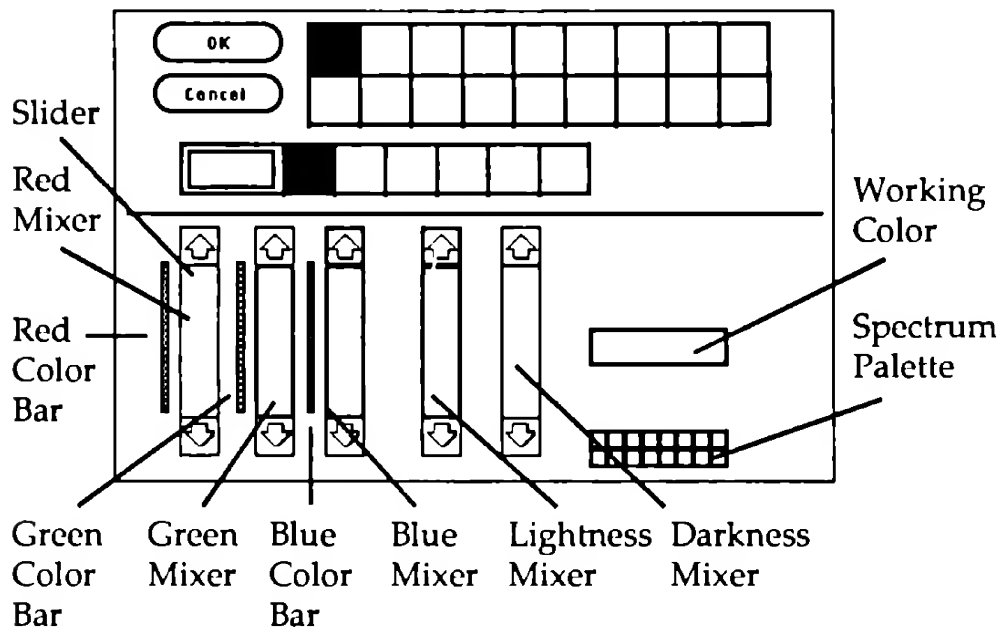 OK
Cancel
Slider
Red
Mixer
Red
Color
Bar
Working
Color
Spectrum
Palette
Green
Color
Bar
Green
Mixer
Blue
Color
Bar
Blue
Mixer
Lightness
Mixer
Darkness
Mixer